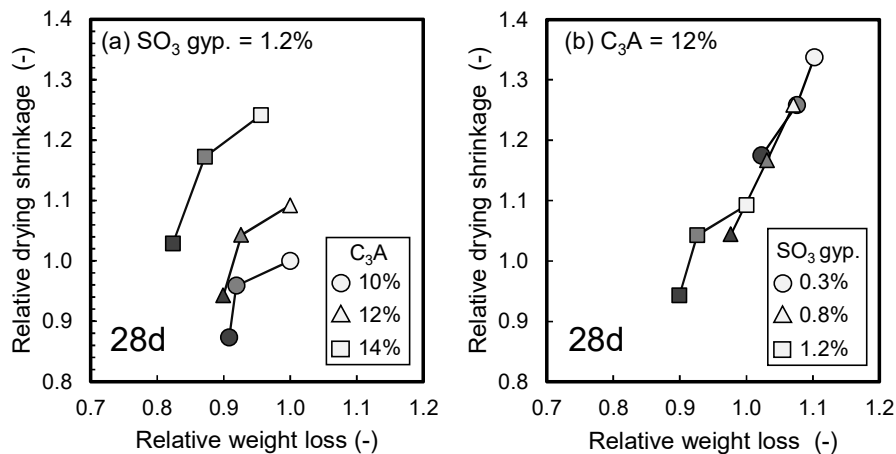 (a) SO3 gyp. = 1.2%
Relative drying shrinkage (-)
1.4
1.3
1.2
1.1
1.0
0.9
0.8
28d
C3A
10%
12%
14%
0.7 0.8 0.9 1.0 1.1 1.2
Relative weight loss (-)
(b) C3A = 12%
Relative drying shrinkage (-)
1.4
1.3
1.2
1.1
1.0
0.9
0.8
28d
SO3 gyp.
0.3%
0.8%
1.2%
0.7 0.8 0.9 1.0 1.1 1.2
Relative weight loss (-)